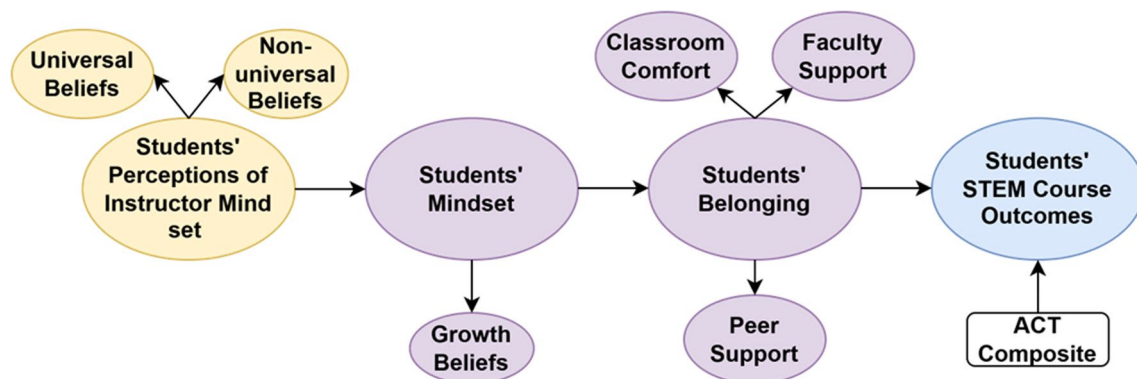 Universal
Beliefs
Non-
universal
Beliefs
Classroom
Comfort
Faculty
Support
Students'
Perceptions of
Instructor Mind
set
Students'
Mindset
Students'
Belonging
Students'
STEM Course
Outcomes
Growth
Beliefs
Peer
Support
ACT
Composite